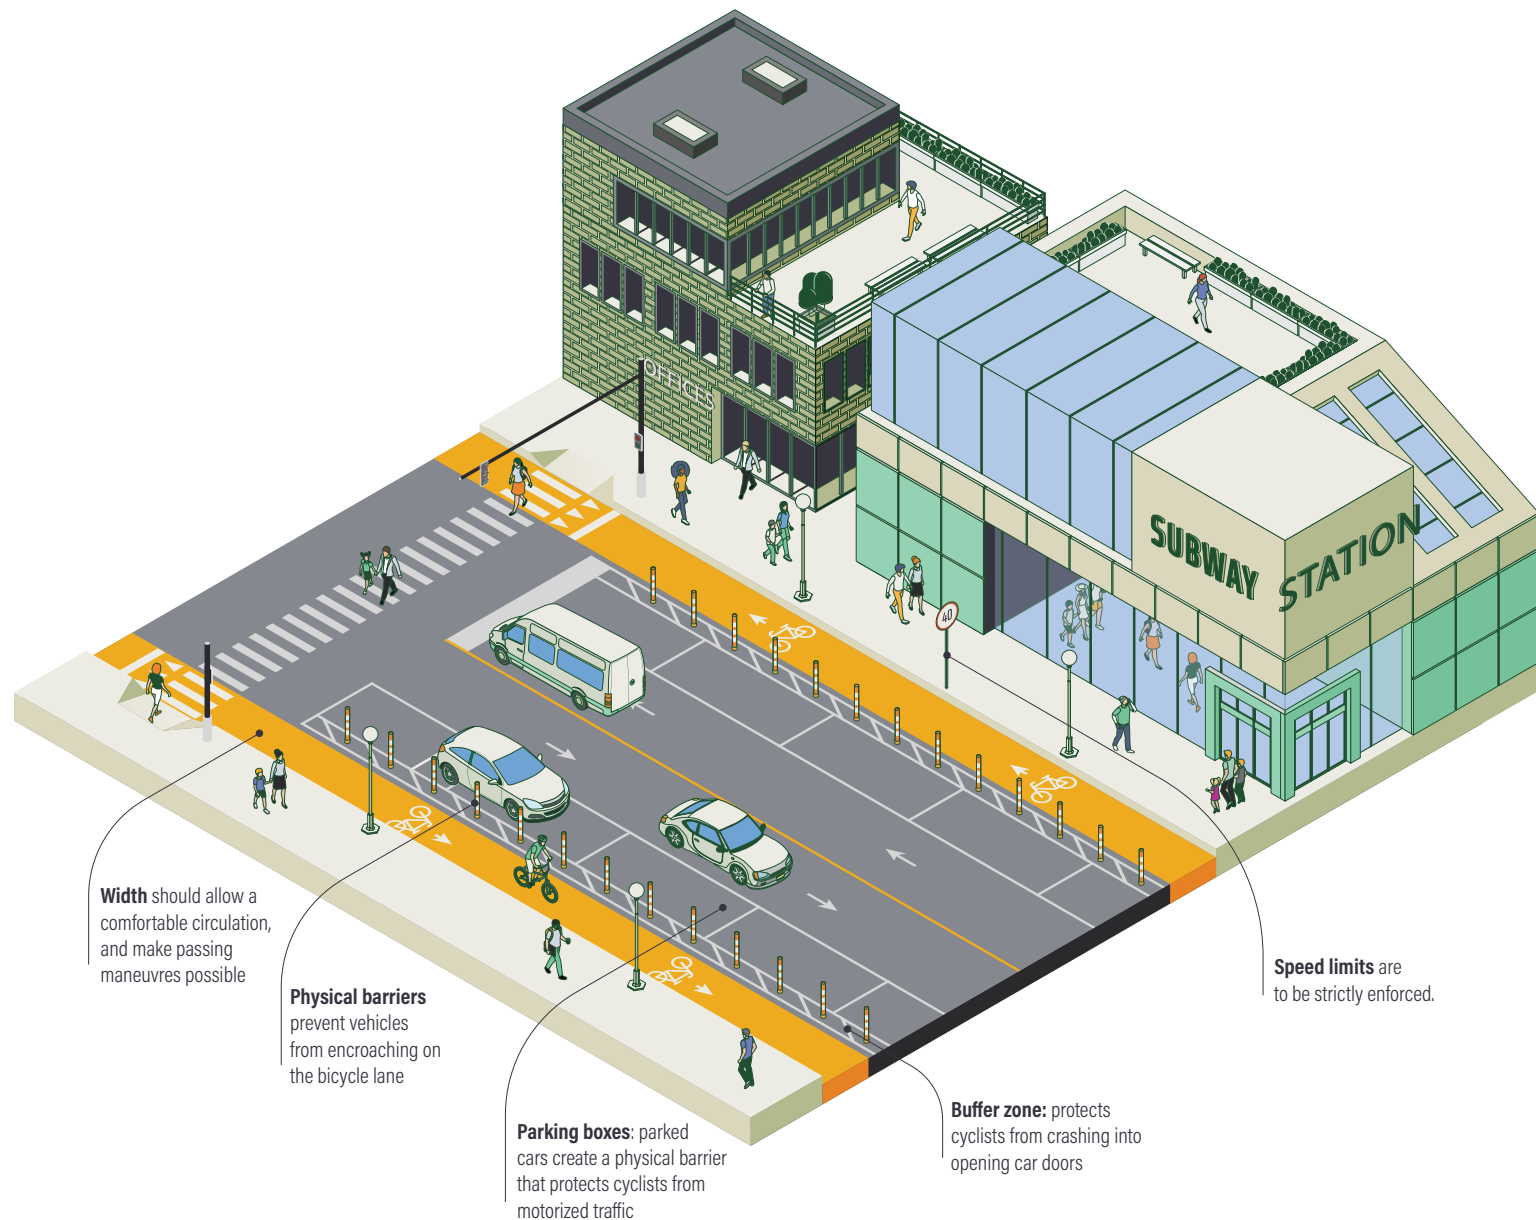 OFFICES
SUBWAY
STATION
40
Width should allow a
comfortable circulation,
and make passing
maneuvres possible
Physical barriers
prevent vehicles
from encroaching on
the bicycle lane
Parking boxes: parked
cars create a physical barrier
that protects cyclists from
motorized traffic
Buffer zone: protects
cyclists from crashing into
opening car doors
Speed limits are
to be strictly enforced.